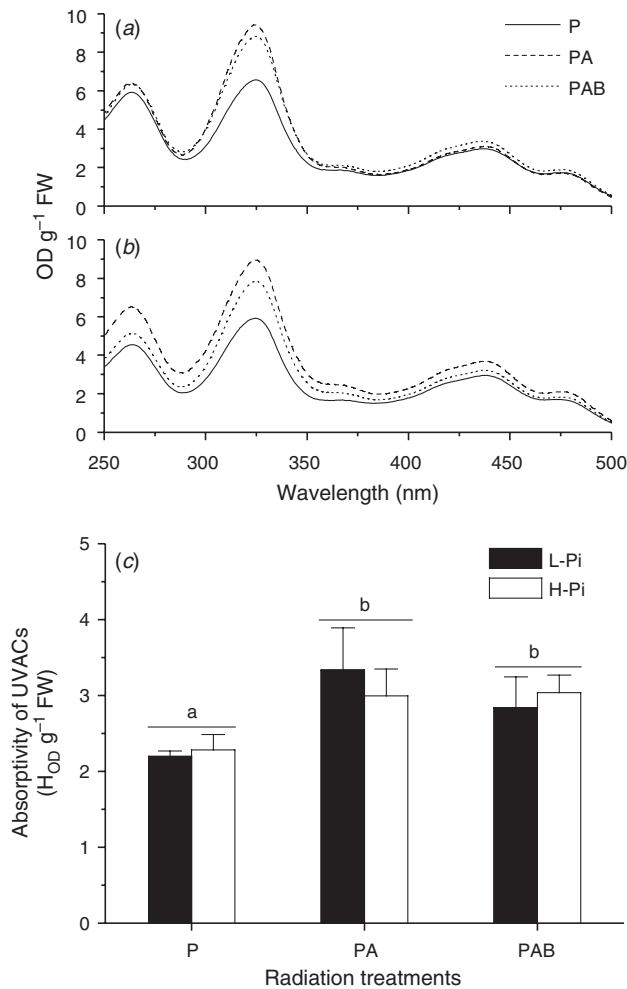 (a)
P
PA
PAB
10
8
6
4
2
0
(b)
10
8
6
4
2
0
OD g⁻¹ FW
250 300 350 400 450 500
Wavelength (nm)
(c)
L-Pi
H-Pi
5
4
3
2
1
0
a
b
b
Absorptivity of UVACs
(H_OD g⁻¹ FW)
P PA PAB
Radiation treatments